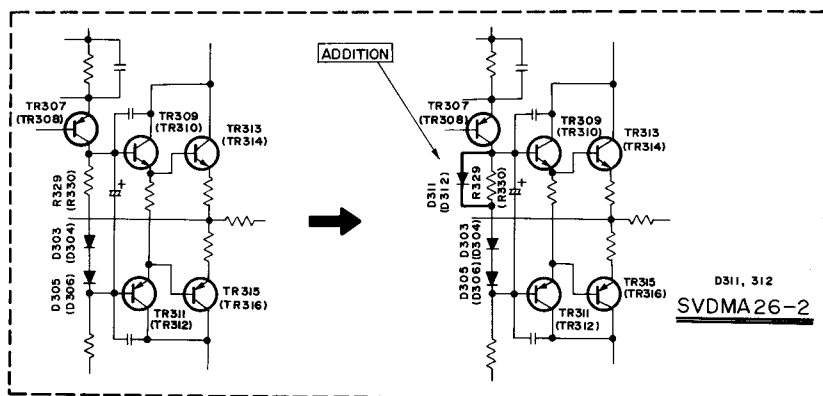 TR307
(TR308)
TR309
(TR310)
TR313
(TR314)
R329
(R330)
+
D303
(D304)
D305
(D306)
TR311
(TR312)
TR315
(TR316)
ADDITION
TR307
(TR308)
TR309
(TR310)
TR313
(TR314)
D311
(D312)
R329
(R330)
+
D303
(D304)
D305
(D306)
TR311
(TR312)
TR315
(TR316)
D311, 312
SVDMA26-2